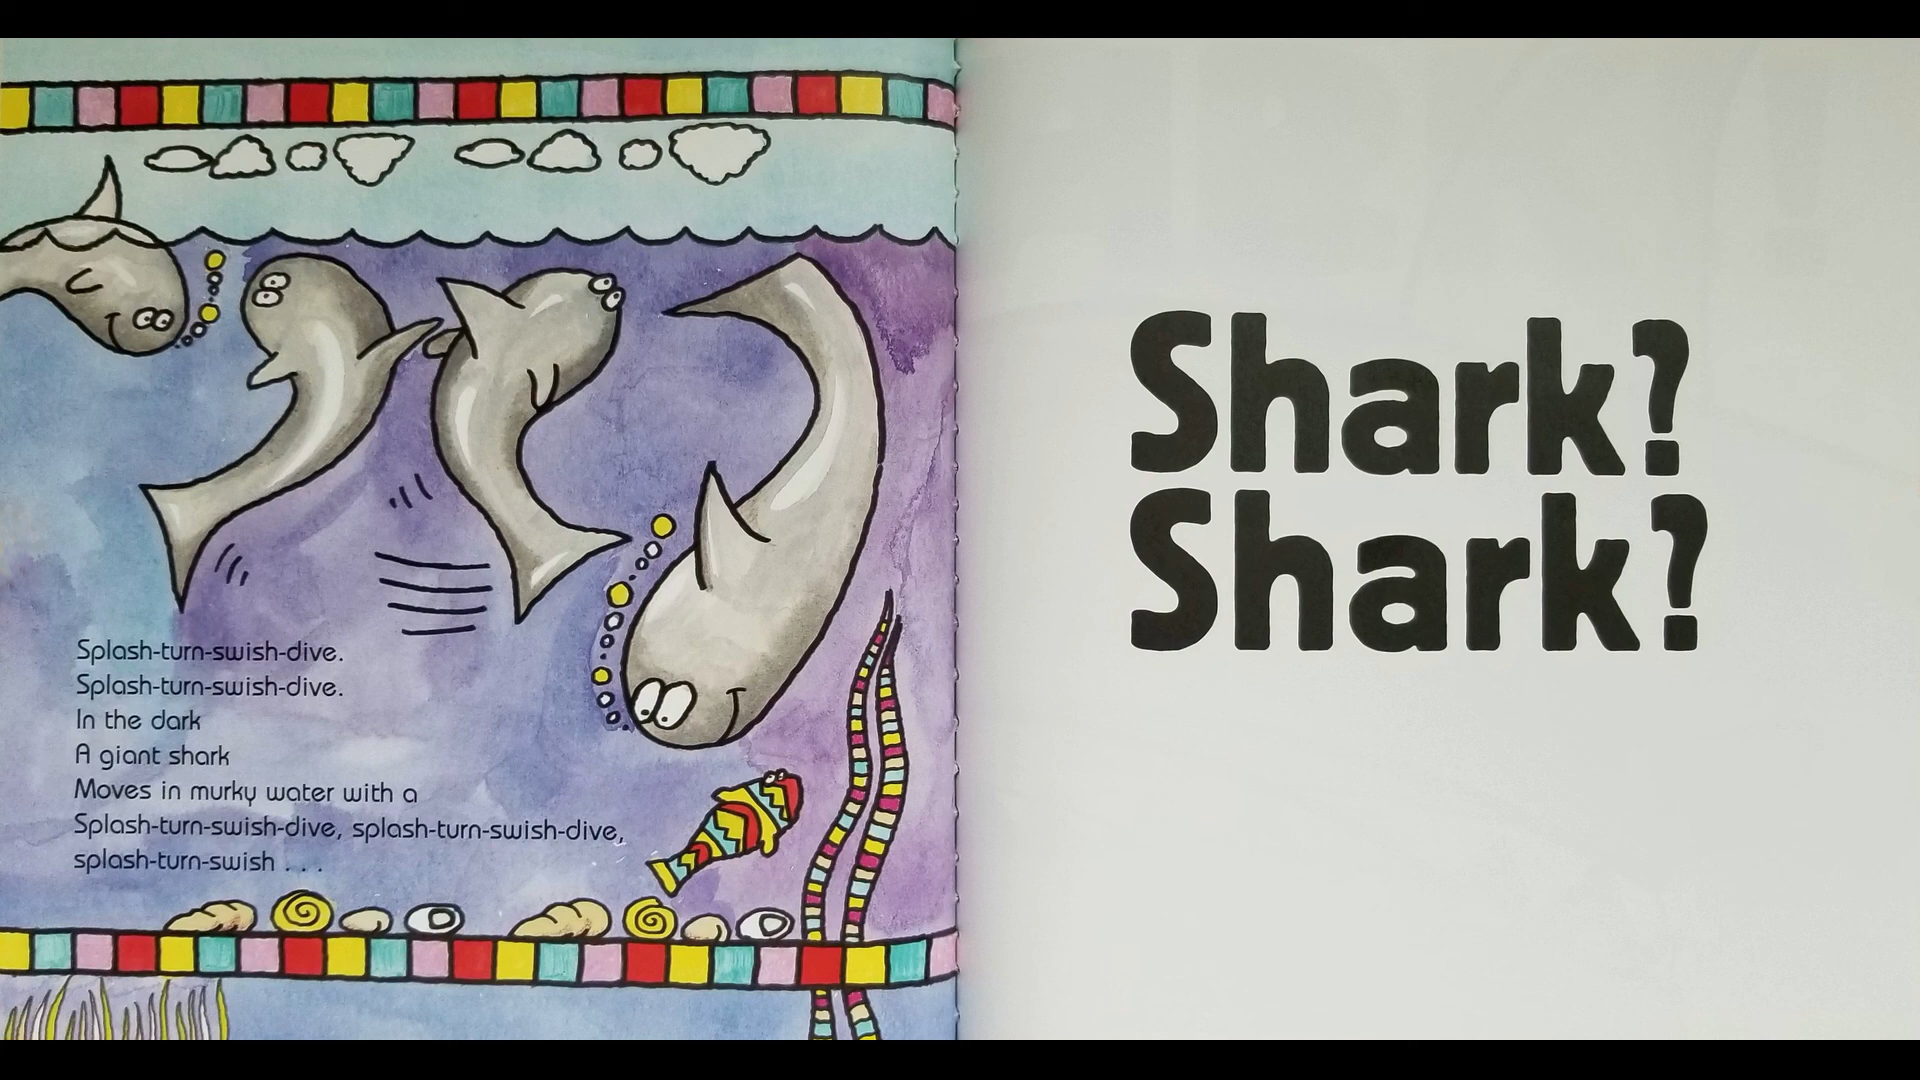 Splash-turn-swish-dive.
Splash-turn-swish-dive.
In the dark
A giant shark
Moves in murky water with a
Splash-turn-swish-dive, splash-turn-swish-dive,
splash-turn-swish . . .
Shark?
Shark?